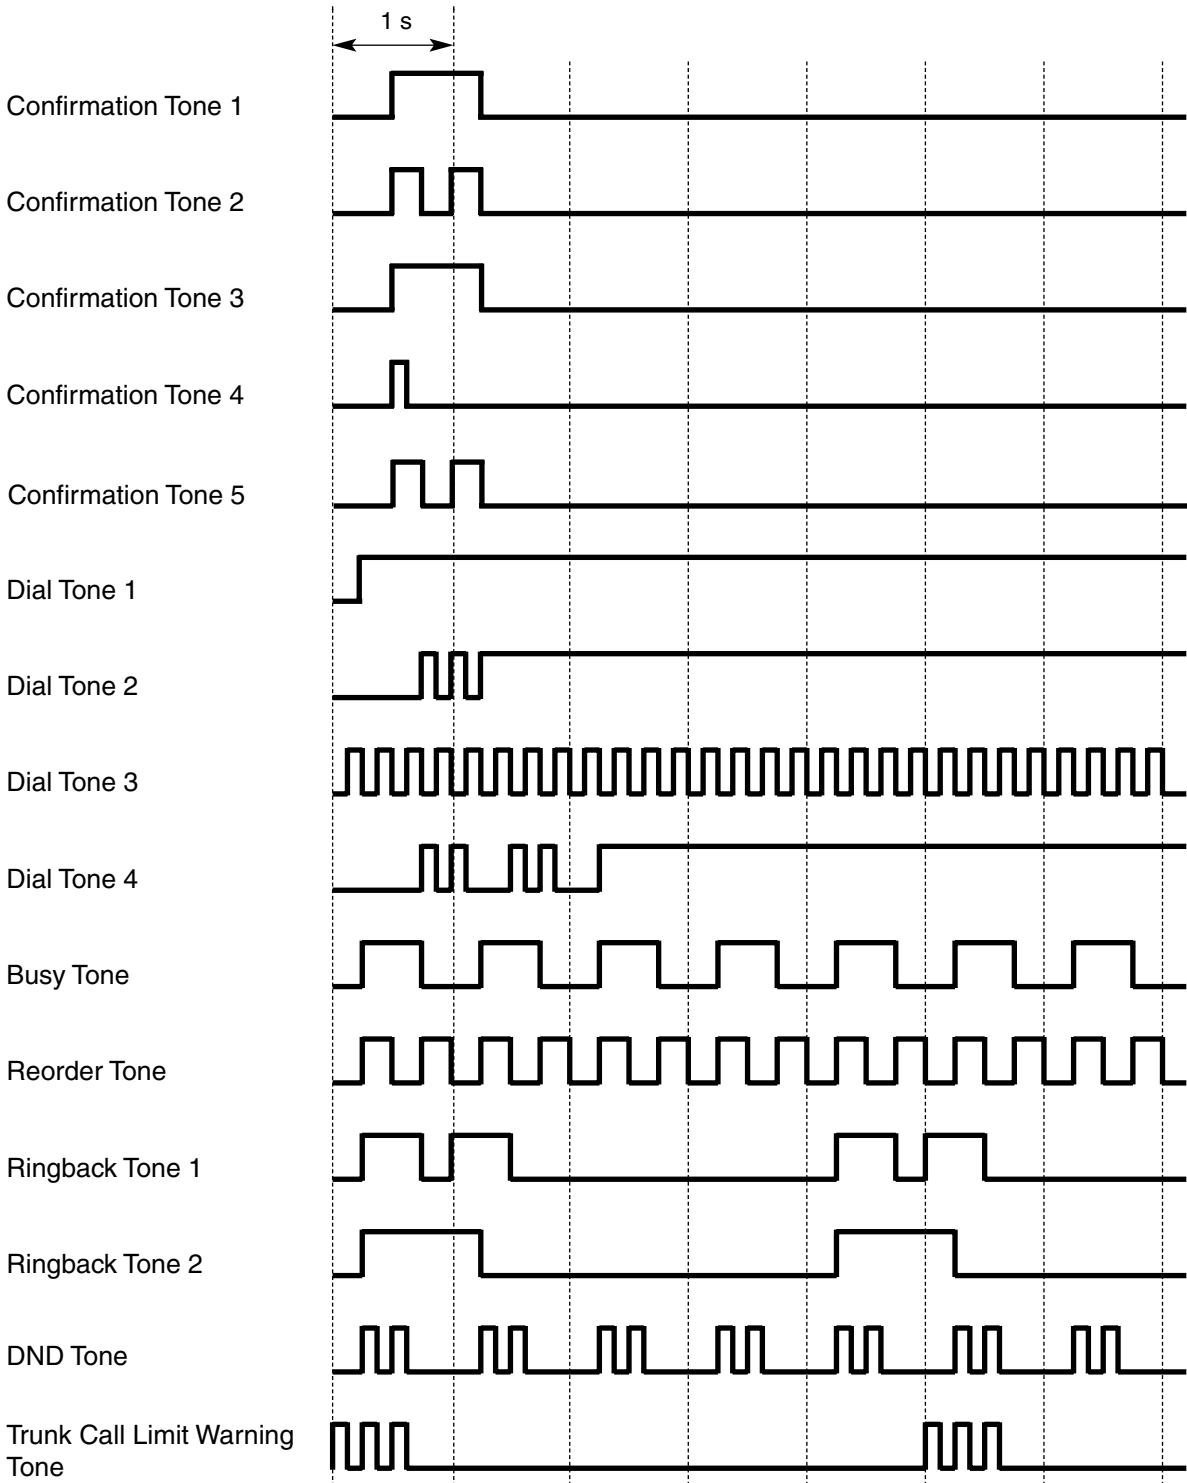 1 s
Confirmation Tone 1
Confirmation Tone 2
Confirmation Tone 3
Confirmation Tone 4
Confirmation Tone 5
Dial Tone 1
Dial Tone 2
Dial Tone 3
Dial Tone 4
Busy Tone
Reorder Tone
Ringback Tone 1
Ringback Tone 2
DND Tone
Trunk Call Limit Warning
Tone